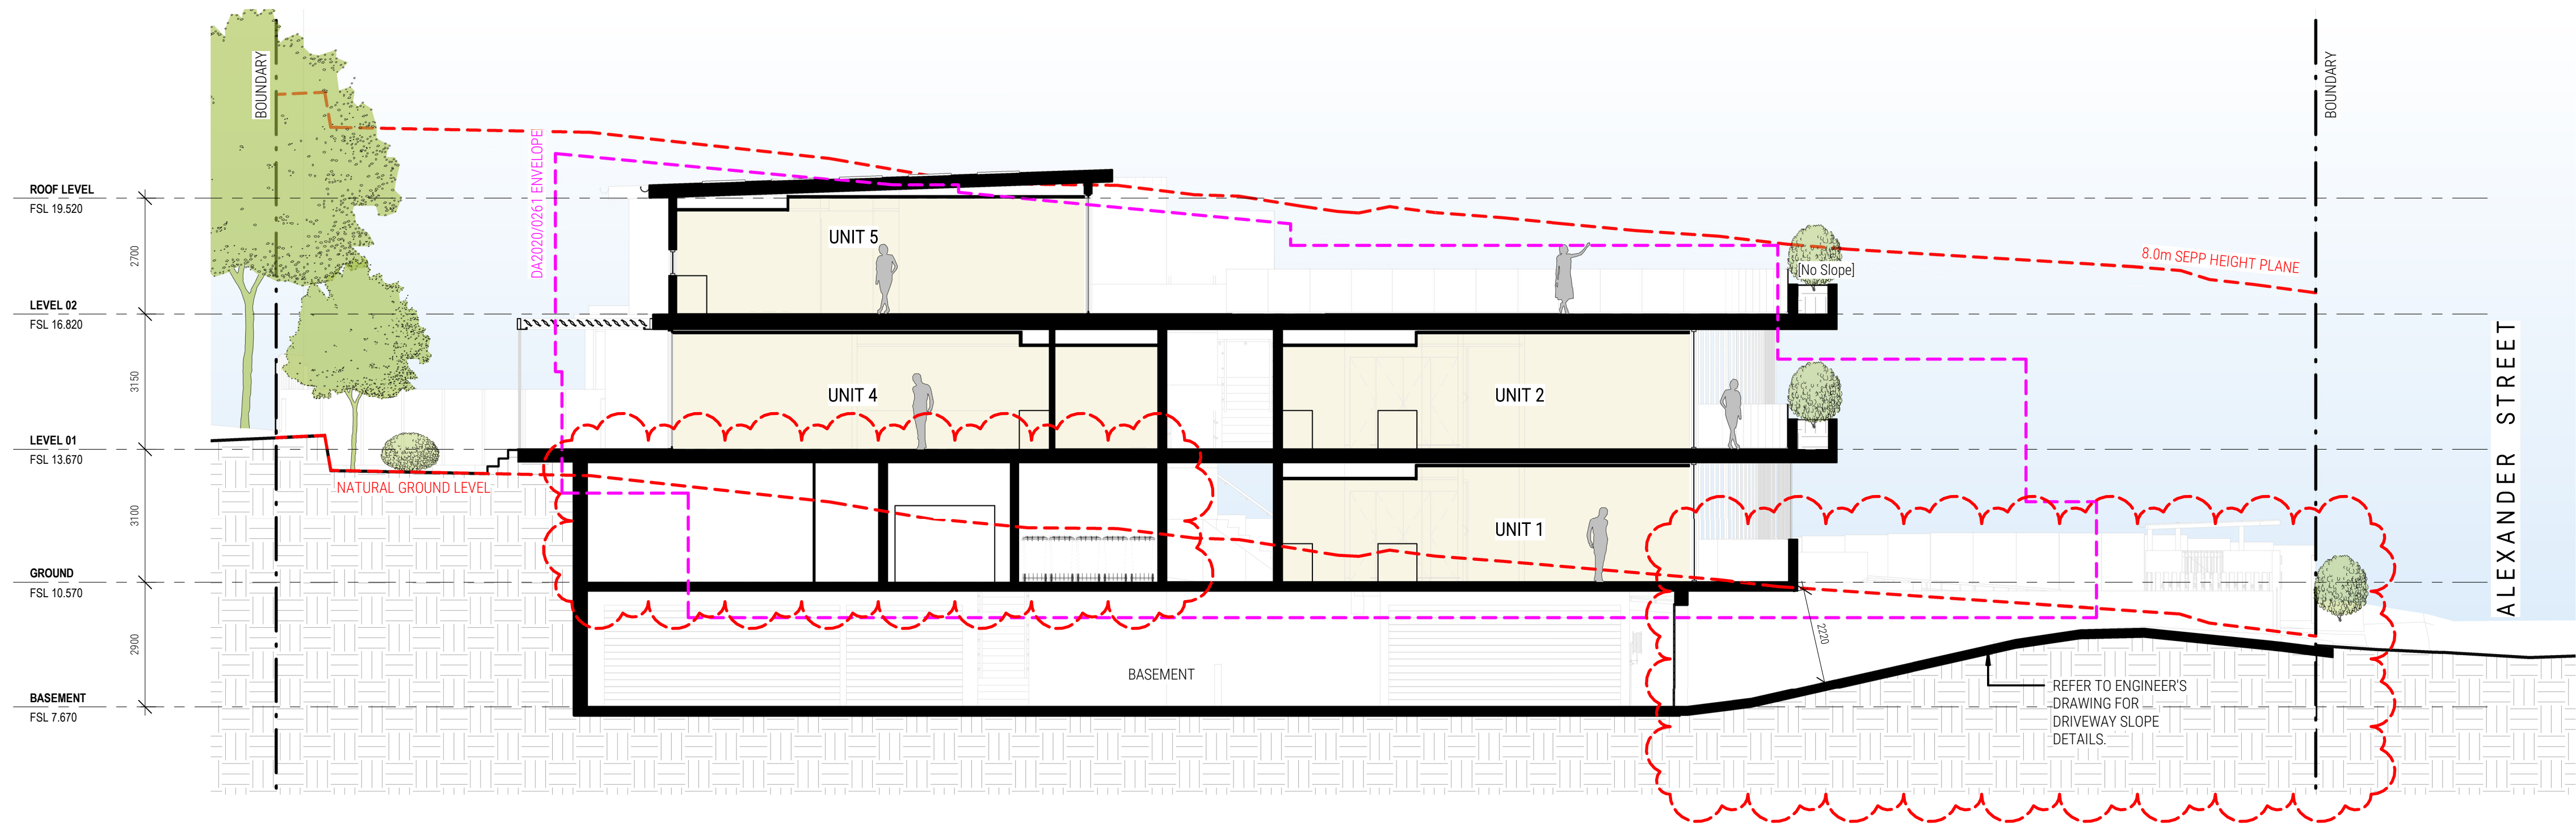 BOUNDARY
BOUNDARY
DA2020/0261 ENVELOPE
8.0m SEPP HEIGHT PLANE
ROOF LEVEL
FSL 19.520
2700
UNIT 5
[No Slope]
LEVEL 02
FSL 16.820
3150
UNIT 4
UNIT 2
LEVEL 01
FSL 13.670
NATURAL GROUND LEVEL
3100
UNIT 1
GROUND
FSL 10.570
2900
2220
BASEMENT
BASEMENT
FSL 7.670
REFER TO ENGINEER'S
DRAWING FOR
DRIVEWAY SLOPE
DETAILS.
ALEXANDER STREET